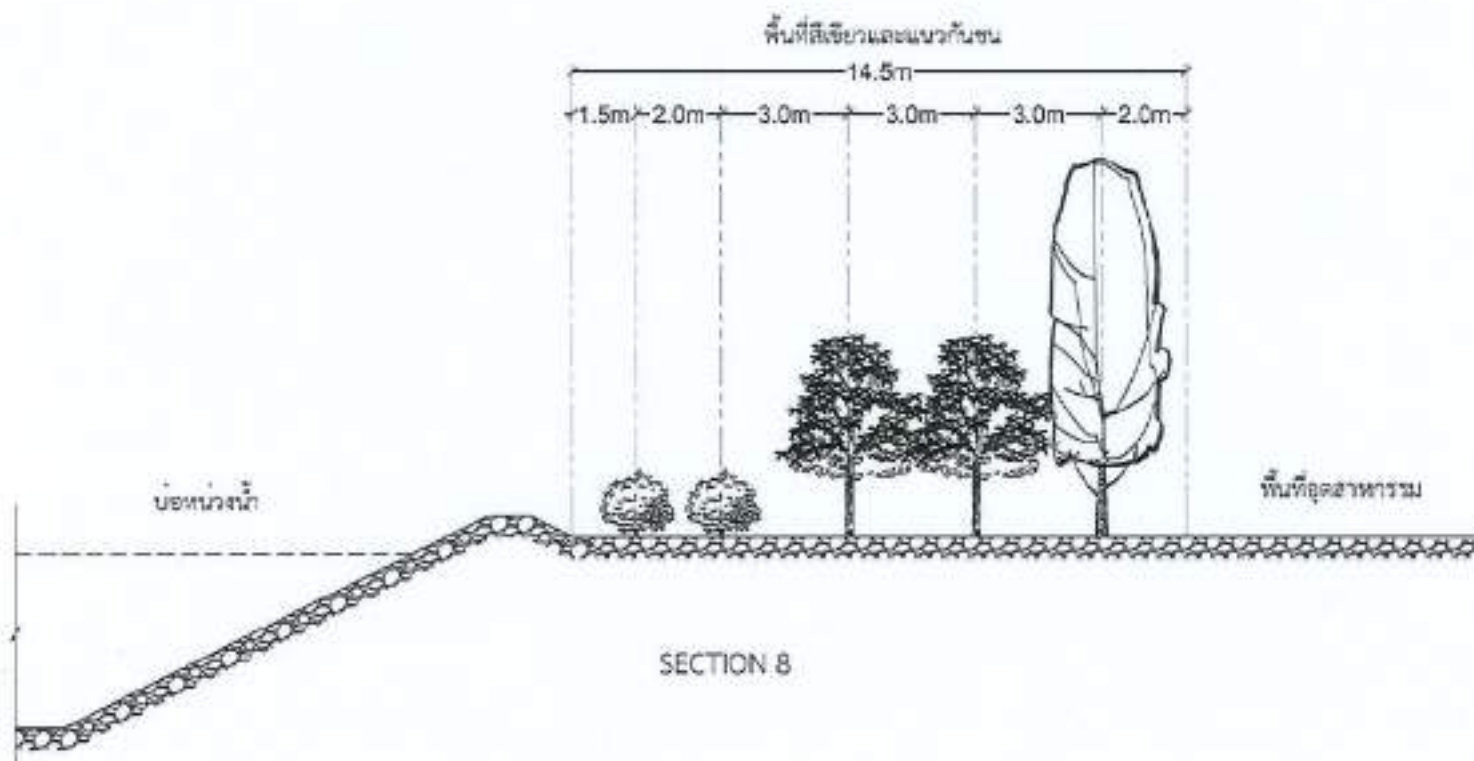 พื้นที่สีเขียวและแนวกันชน
14.5m
1.5m 2.0m 3.0m 3.0m 3.0m 2.0m
บ่อหน่วงน้ำ
พื้นที่อุตสาหกรรม
SECTION 8